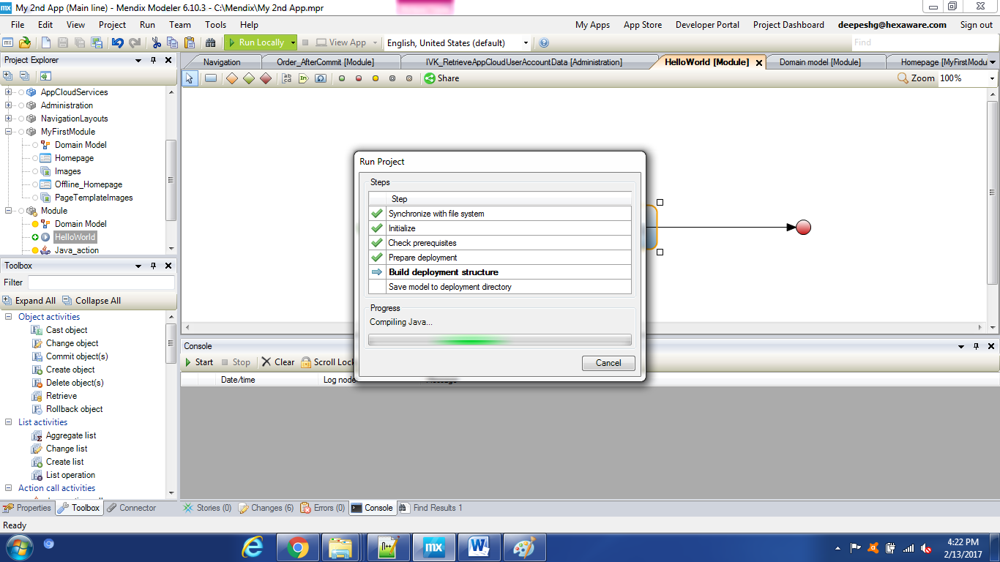 My 2nd App (Main line) - C:\Mendix\My 2nd App.mpr - Mendix Modeler 6.10.3 
File Edit View Project Run Team Tools Help My Apps App Store Developer Portal Project Dashboard deepeshg@hexaware.com Sign out
Run Locally View App English, United States (default) Find
Project Explorer
Navigation Order_AfterCommit [Module] IVK_RetrieveAppCloudUserAccountData [Administration] HelloWorld [Module] Domain model [Module] Homepage [MyFirstModu
Share Zoom 100%
AppCloudServices
Administration
NavigationLayouts
MyFirstModule
Domain Model
Homepage
Images
Offline_Homepage
PageTemplateImages
Module
Domain Model
HelloWorld
Java_action
Run Project
Steps
Step
Synchronize with file system
Initialize
Check prerequisites
Prepare deployment
Build deployment structure
Save model to deployment directory
Progress
Compiling Java...
Cancel
Toolbox
Filter
Expand All Collapse All
Object activities
Cast object
Change object
Commit object(s)
Create object
Delete object(s)
Retrieve
Rollback object
List activities
Aggregate list
Change list
Create list
List operation
Action call activities
Console
Start Stop Clear Scroll Lock
Date/time Log node
Properties Toolbox Connector
Stories (0) Changes (6) Errors (0) Console Find Results 1
Ready
4:22 PM
2/13/2017